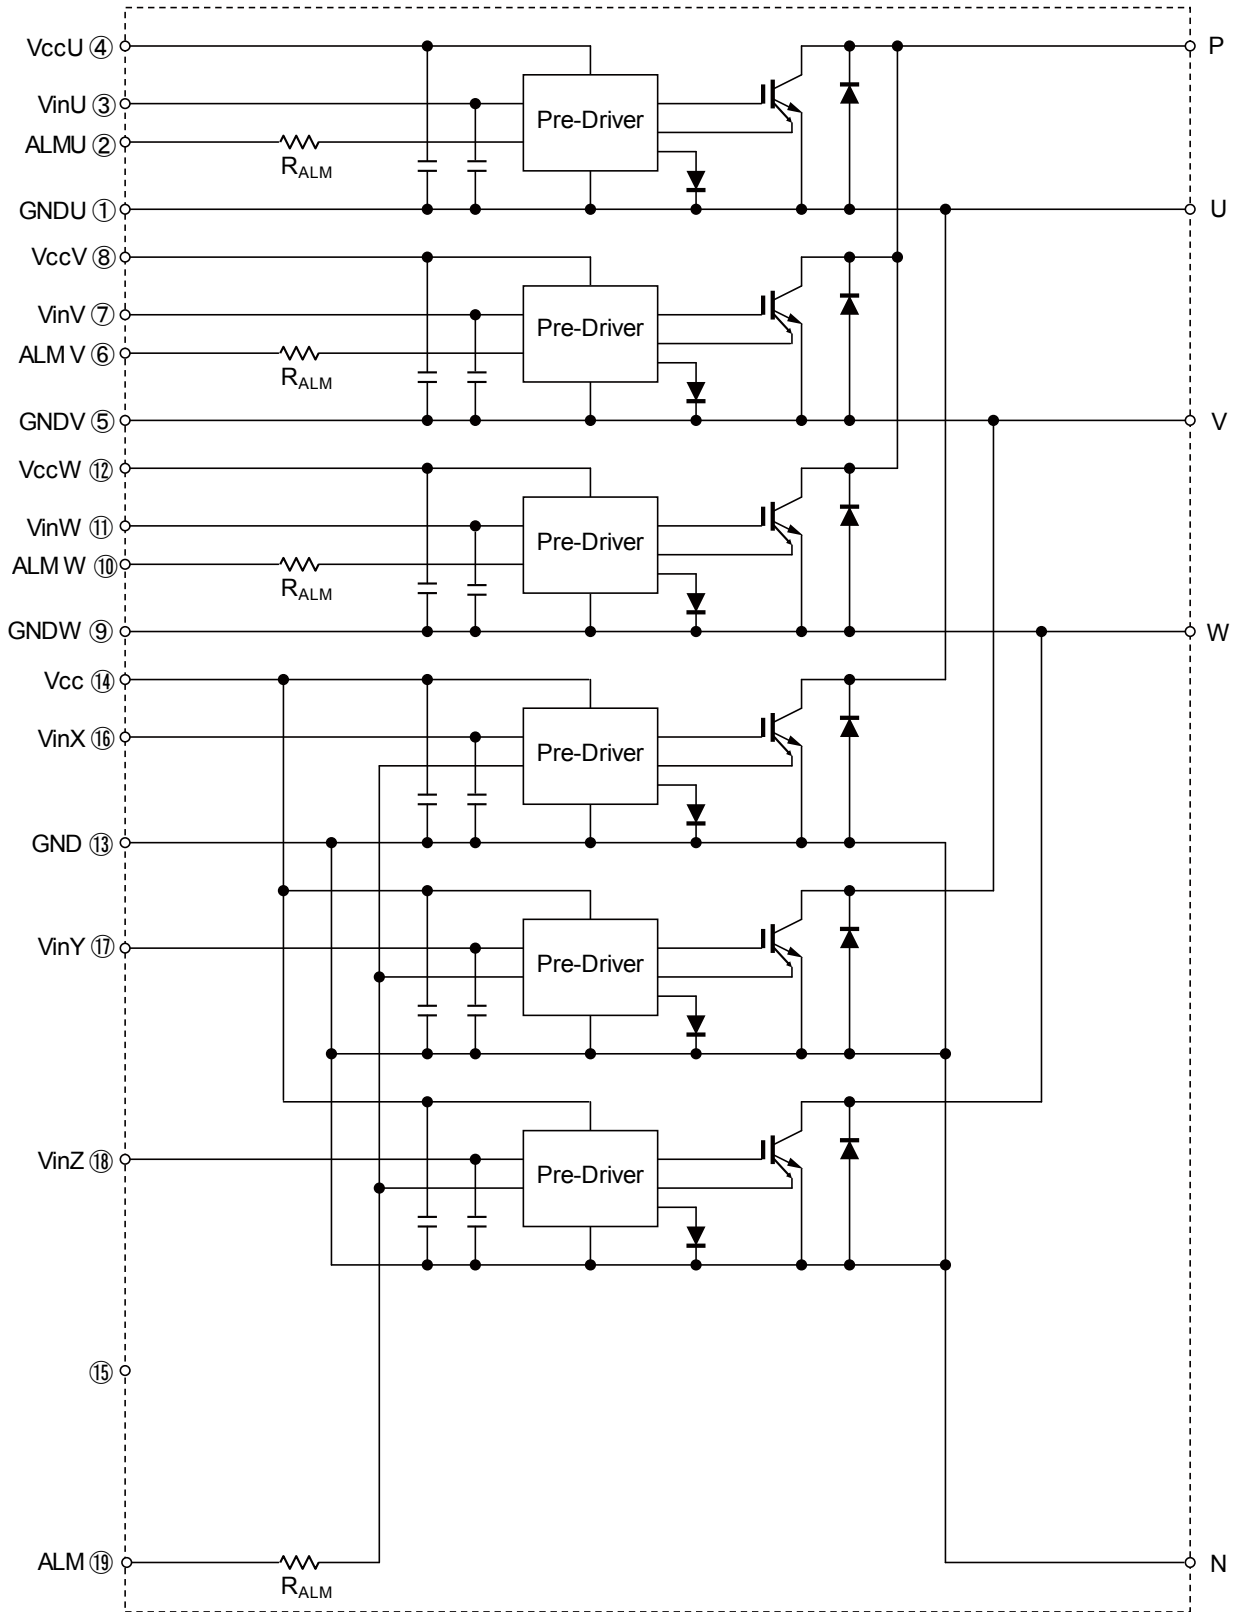 VccU ④
P
VinU ③
Pre-Driver
ALMU ②
RALM
GNDU ①
U
VccV ⑧
VinV ⑦
Pre-Driver
ALM V ⑥
RALM
GNDV ⑤
V
VccW ⑫
VinW ⑪
Pre-Driver
ALM W ⑩
RALM
GNDW ⑨
W
Vcc ⑭
VinX ⑯
Pre-Driver
GND ⑬
VinY ⑰
Pre-Driver
VinZ ⑱
Pre-Driver
⑮
ALM ⑲
RALM
N